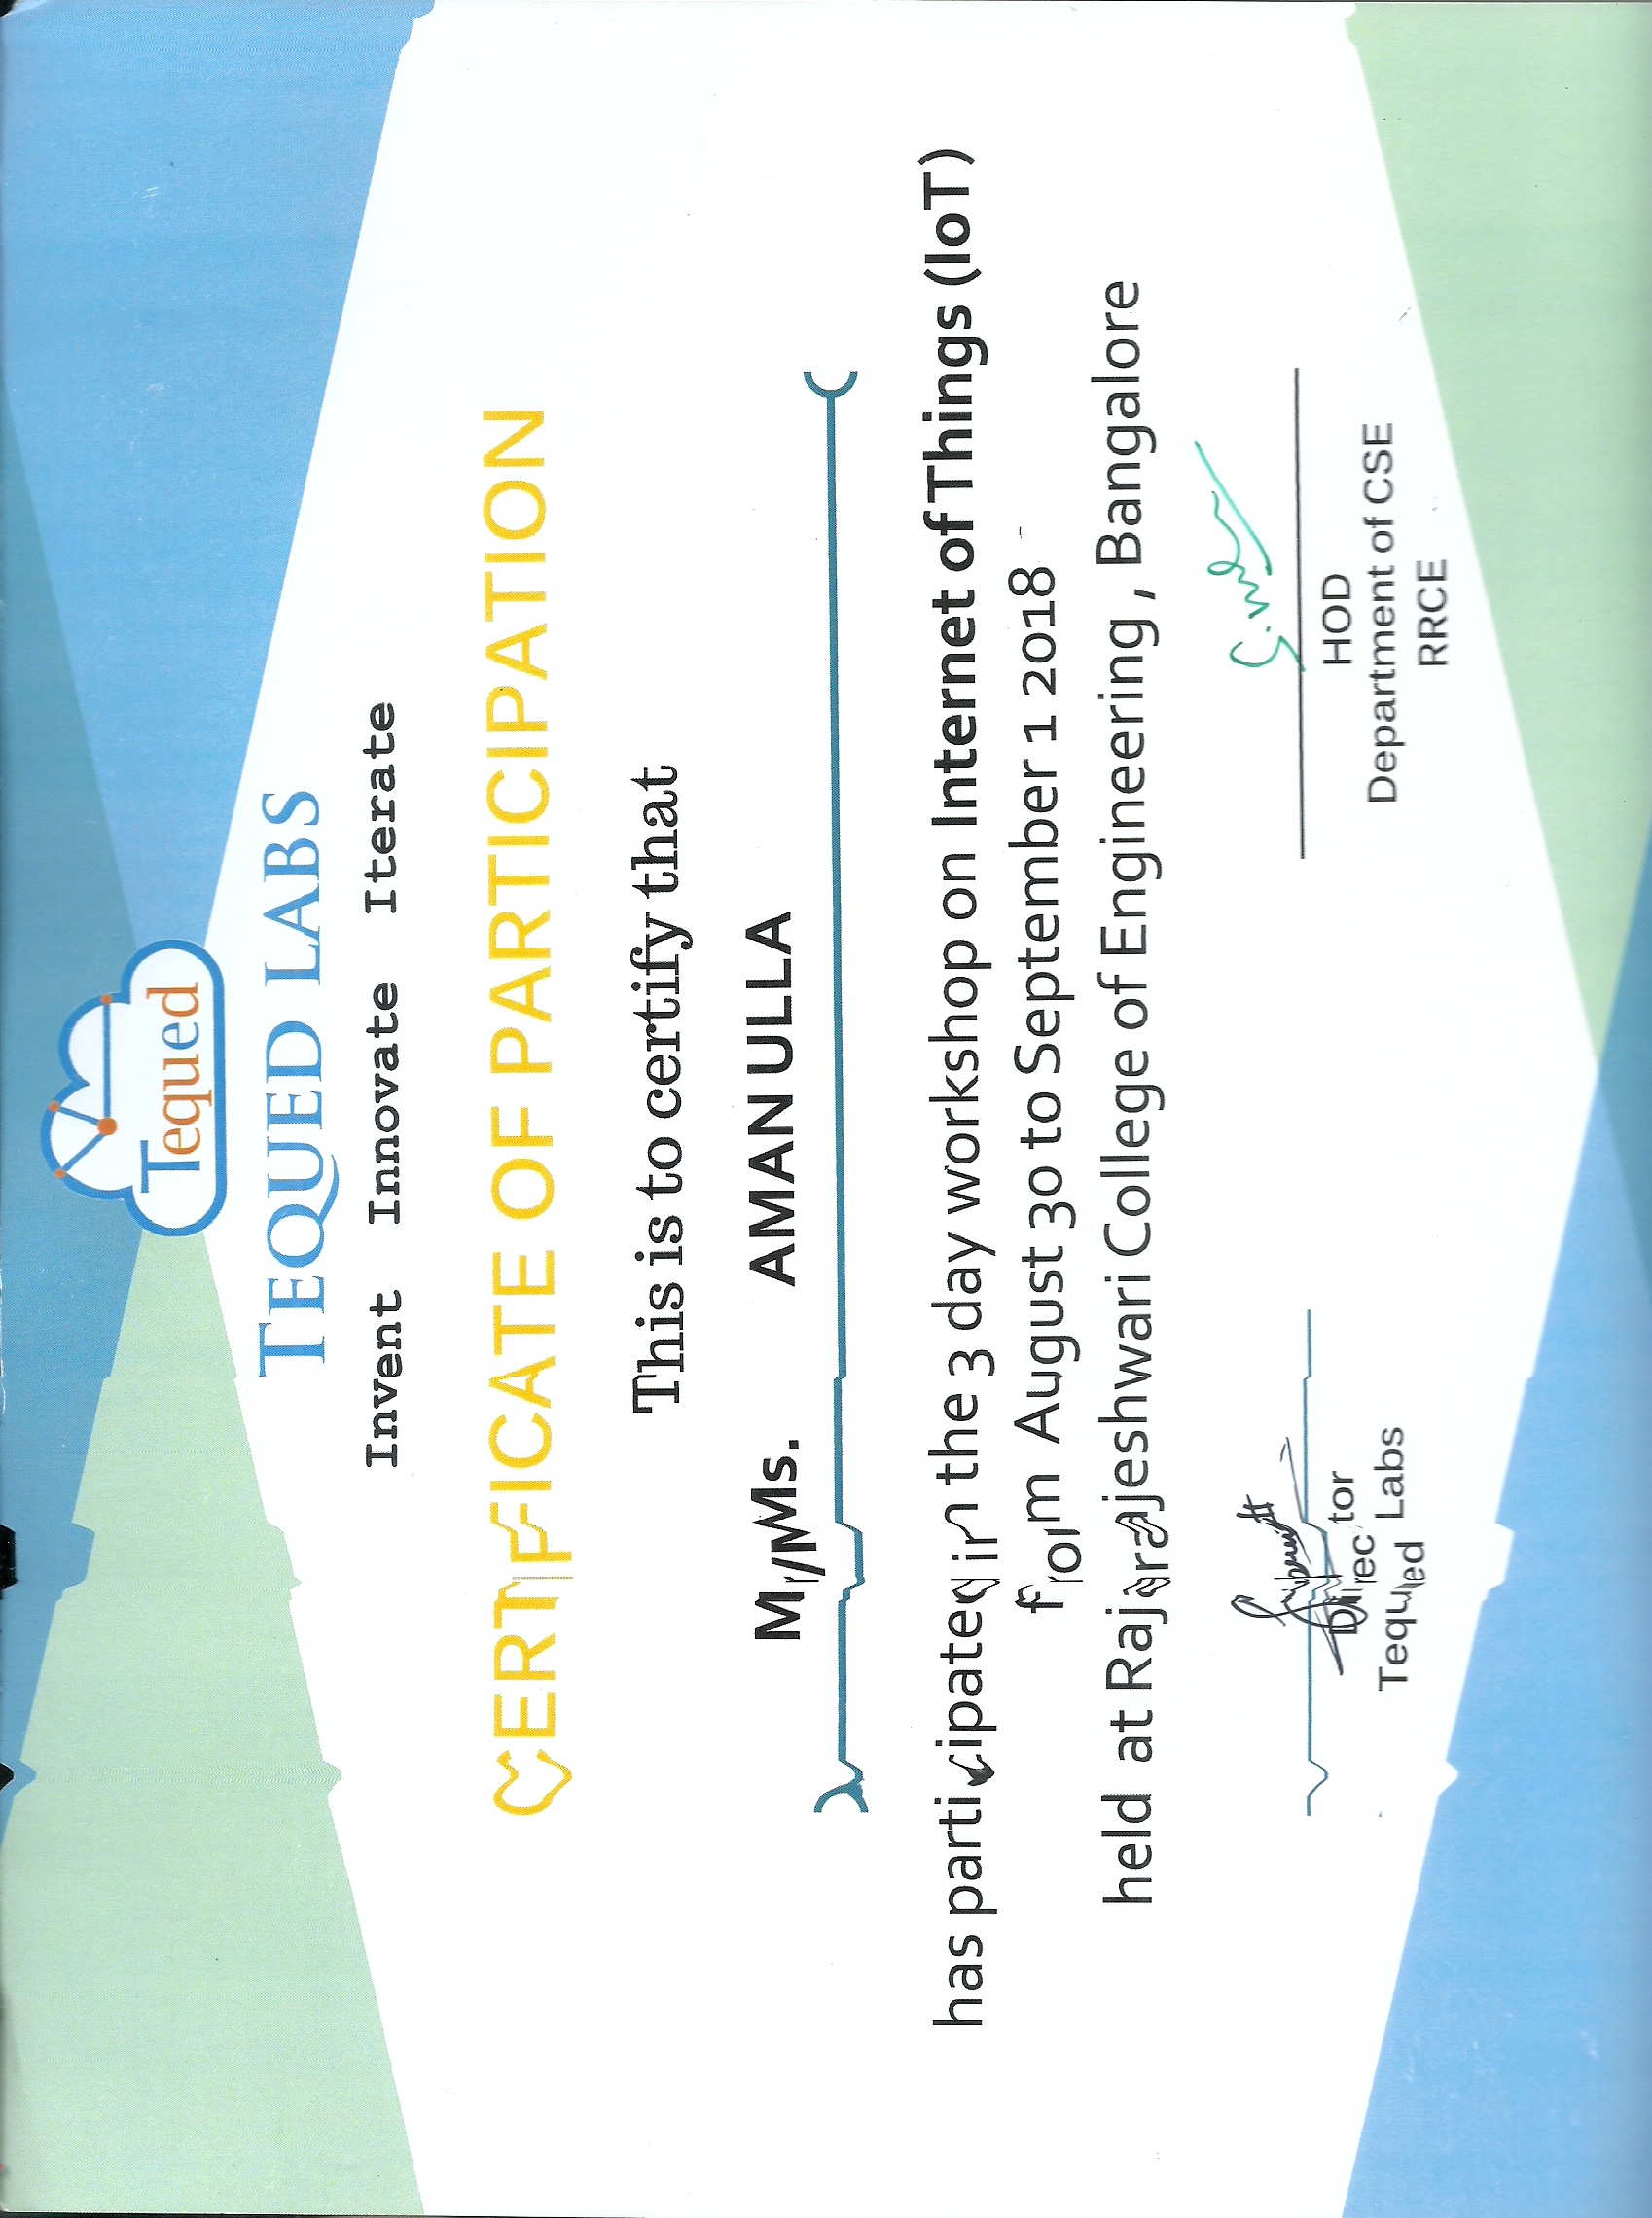 Tequed
TEQUED LABS
Invent Innovate Iterate
CERTIFICATE OF PARTICIPATION
This is to certify that
Mr/Ms. AMAN ULLA
has participated in the 3 day workshop on Internet of Things (IoT)
from August 30 to September 1 2018
held at Rajarajeshwari College of Engineering , Bangalore
Director
Tequed Labs
HOD
Department of CSE
RRCE